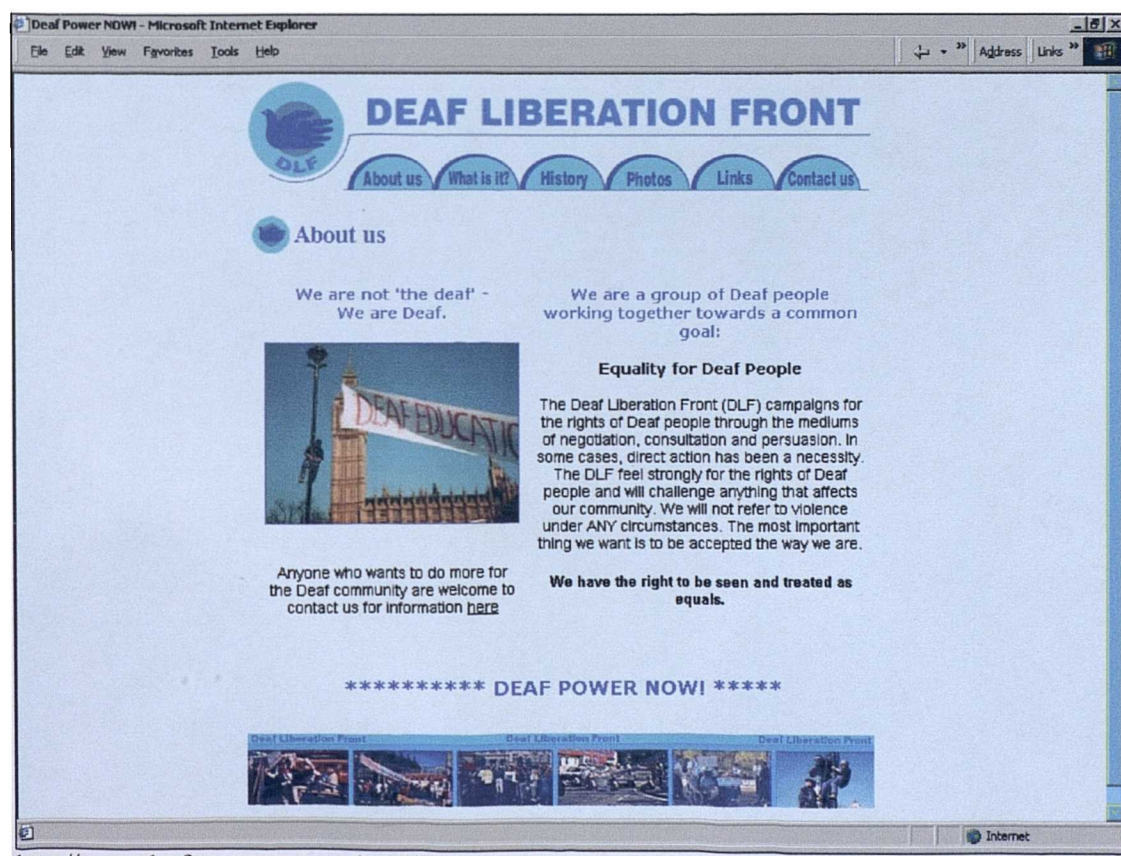 Deaf Power NOW! - Microsoft Internet Explorer
File Edit View Favorites Tools Help
» Address Links »
DEAF LIBERATION FRONT
DLF
About us What is it? History Photos Links Contact us
About us
We are not 'the deaf' -
We are Deaf.
DEAF EDUCATIO
Anyone who wants to do more for
the Deaf community are welcome to
contact us for information here
We are a group of Deaf people
working together towards a common
goal:
Equality for Deaf People
The Deaf Liberation Front (DLF) campaigns for
the rights of Deaf people through the mediums
of negotiation, consultation and persuasion. In
some cases, direct action has been a necessity.
The DLF feel strongly for the rights of Deaf
people and will challenge anything that affects
our community. We will not refer to violence
under ANY circumstances. The most important
thing we want is to be accepted the way we are.
We have the right to be seen and treated as
equals.
********** DEAF POWER NOW! *****
Deaf Liberation Front Deaf Liberation Front Deaf Liberation Front
Internet